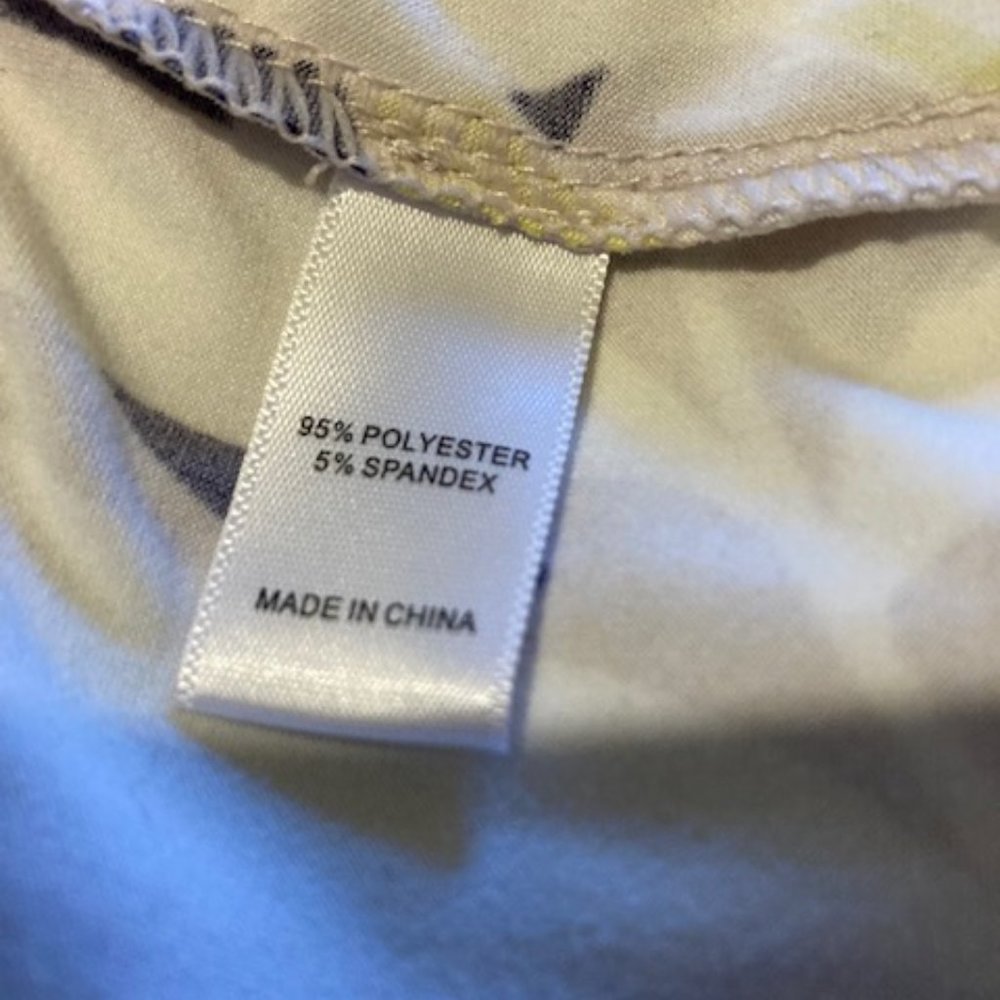 95% POLYESTER
5% SPANDEX
MADE IN CHINA